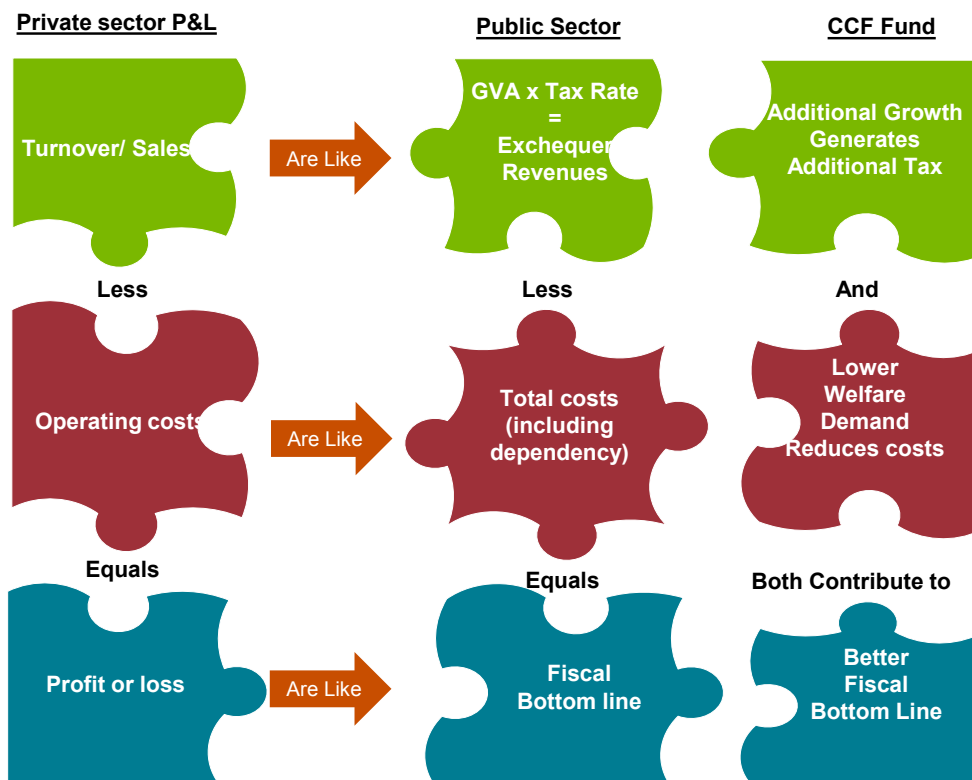 Private sector P&L
Public Sector
CCF Fund
Turnover/ Sales
Are Like
GVA x Tax Rate
=
Exchequer
Revenues
Additional Growth
Generates
Additional Tax
Less
Less
And
Operating costs
Are Like
Total costs
(including
dependency)
Lower
Welfare
Demand
Reduces costs
Equals
Equals
Both Contribute to
Profit or loss
Are Like
Fiscal
Bottom line
Better
Fiscal
Bottom Line